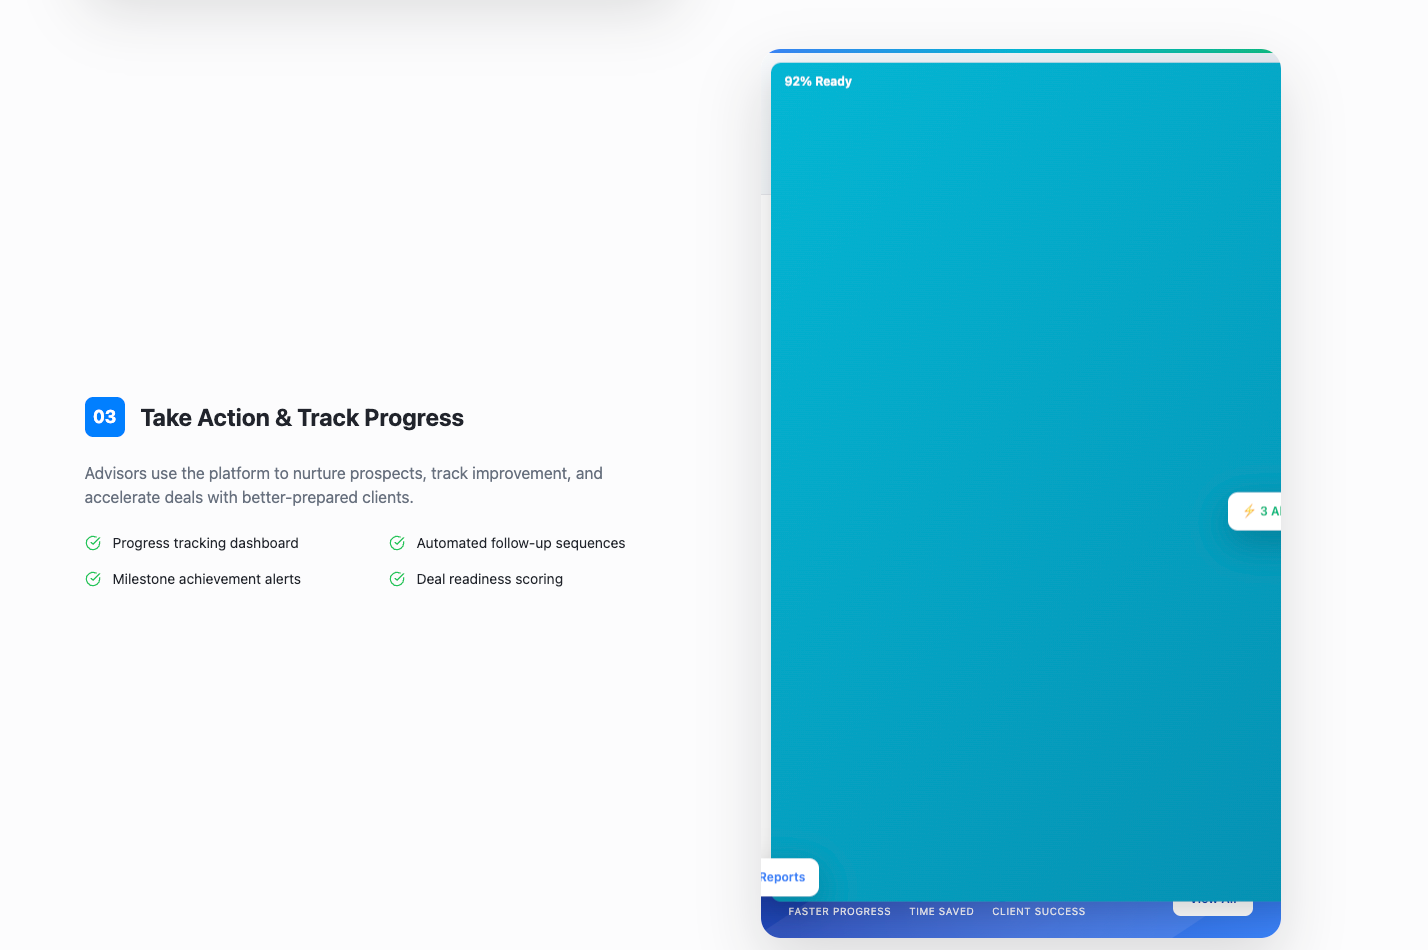 92% Ready
03
Take Action & Track Progress
Advisors use the platform to nurture prospects, track improvement, and
accelerate deals with better-prepared clients.
Progress tracking dashboard
Automated follow-up sequences
Milestone achievement alerts
Deal readiness scoring
⚡ 3
Reports
FASTER PROGRESS
TIME SAVED
CLIENT SUCCESS